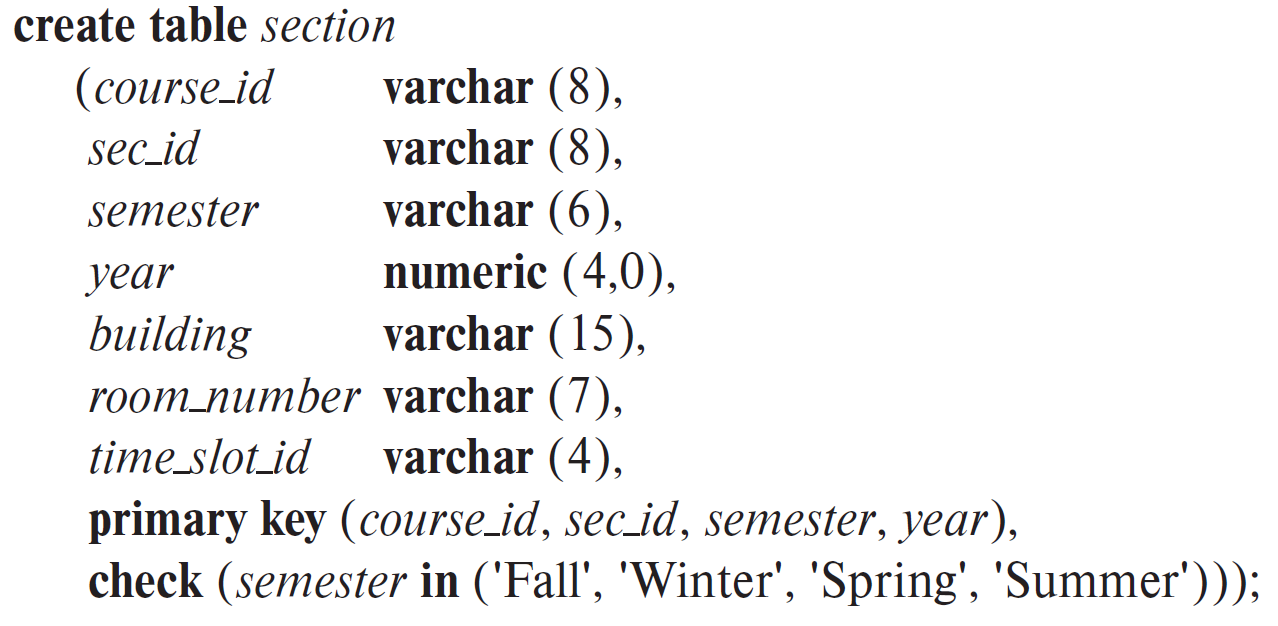 create table section
(course_id varchar (8),
sec_id varchar (8),
semester varchar (6),
year numeric (4,0),
building varchar (15),
room_number varchar (7),
time_slot_id varchar (4),
primary key (course_id, sec_id, semester, year),
check (semester in ('Fall', 'Winter', 'Spring', 'Summer')));